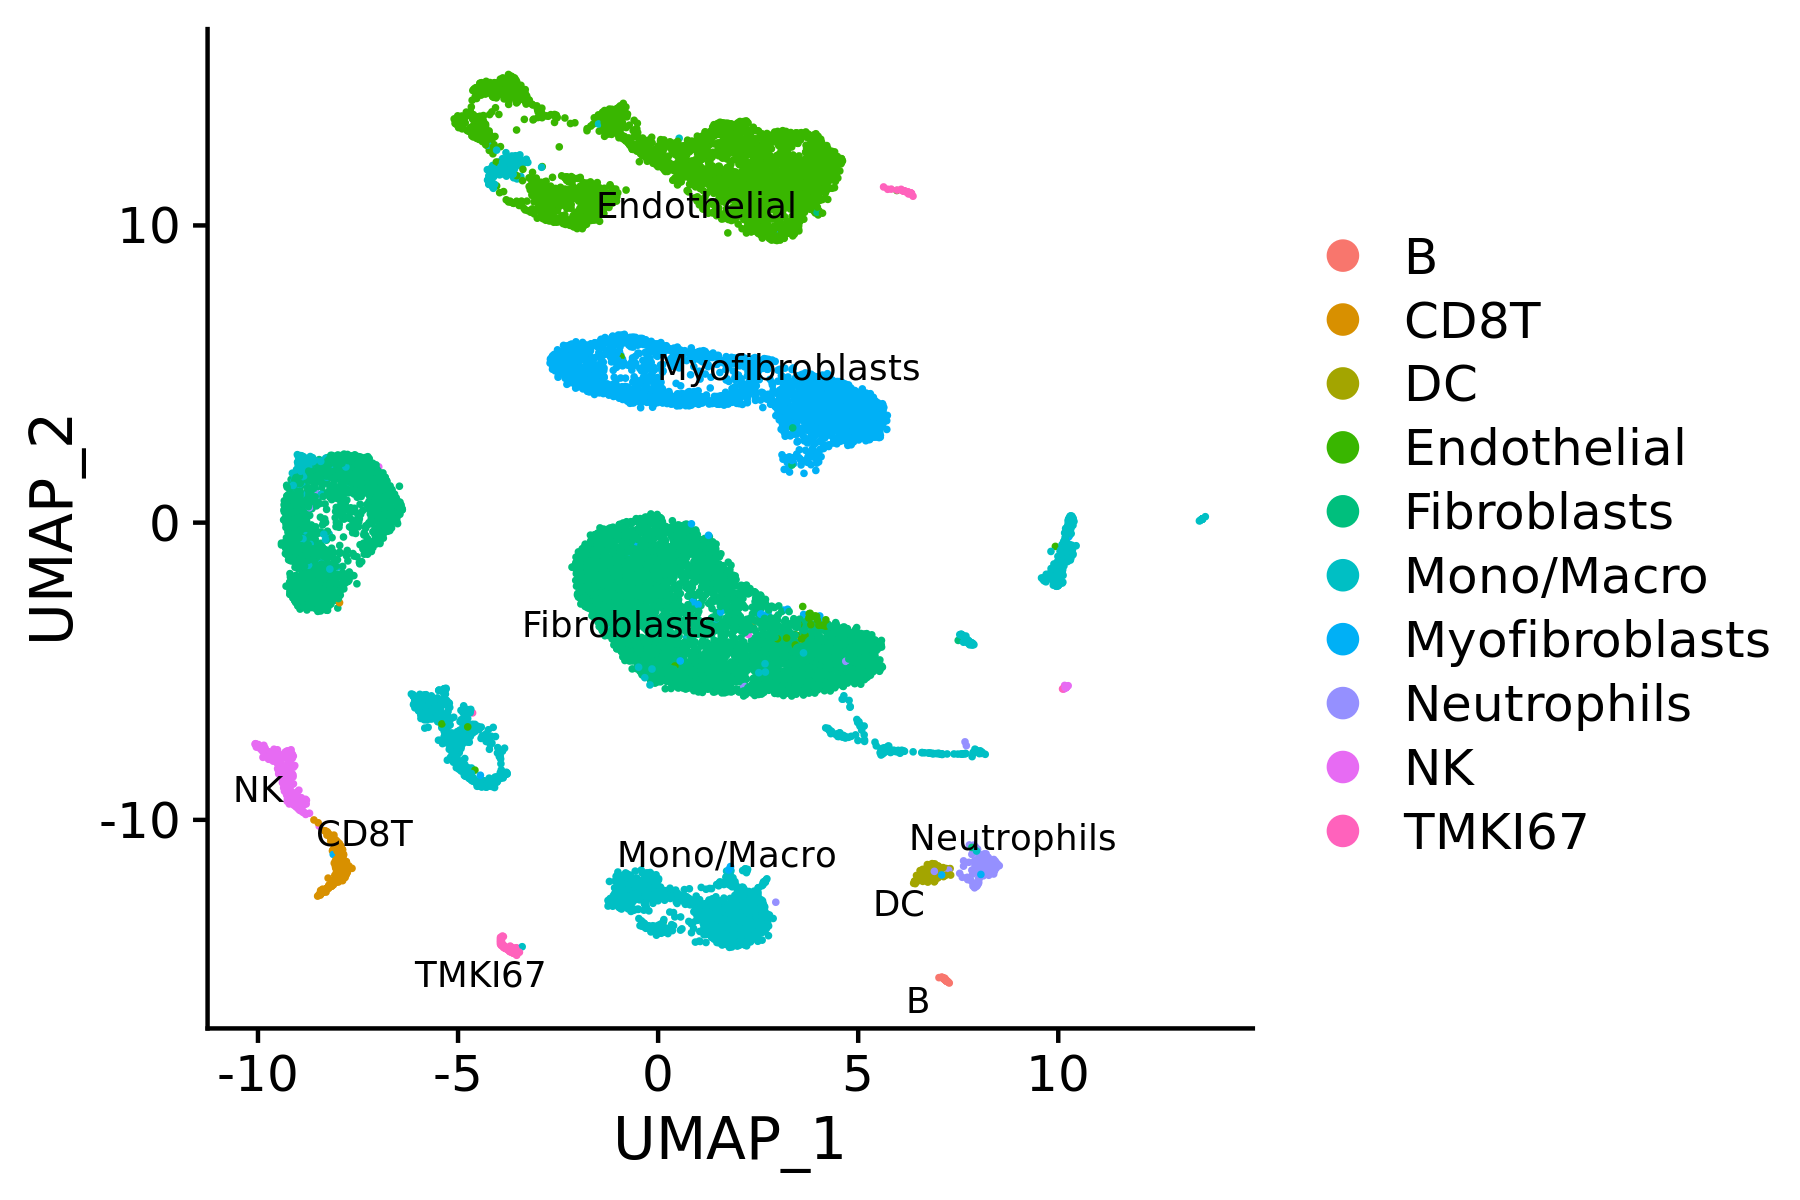 UMAP_2
10
0
-10
Endothelial
Myofibroblasts
Fibroblasts
NK
CD8T
Mono/Macro
Neutrophils
DC
TMKI67
B
-10
-5
0
5
10
UMAP_1
B
CD8T
DC
Endothelial
Fibroblasts
Mono/Macro
Myofibroblasts
Neutrophils
NK
TMKI67